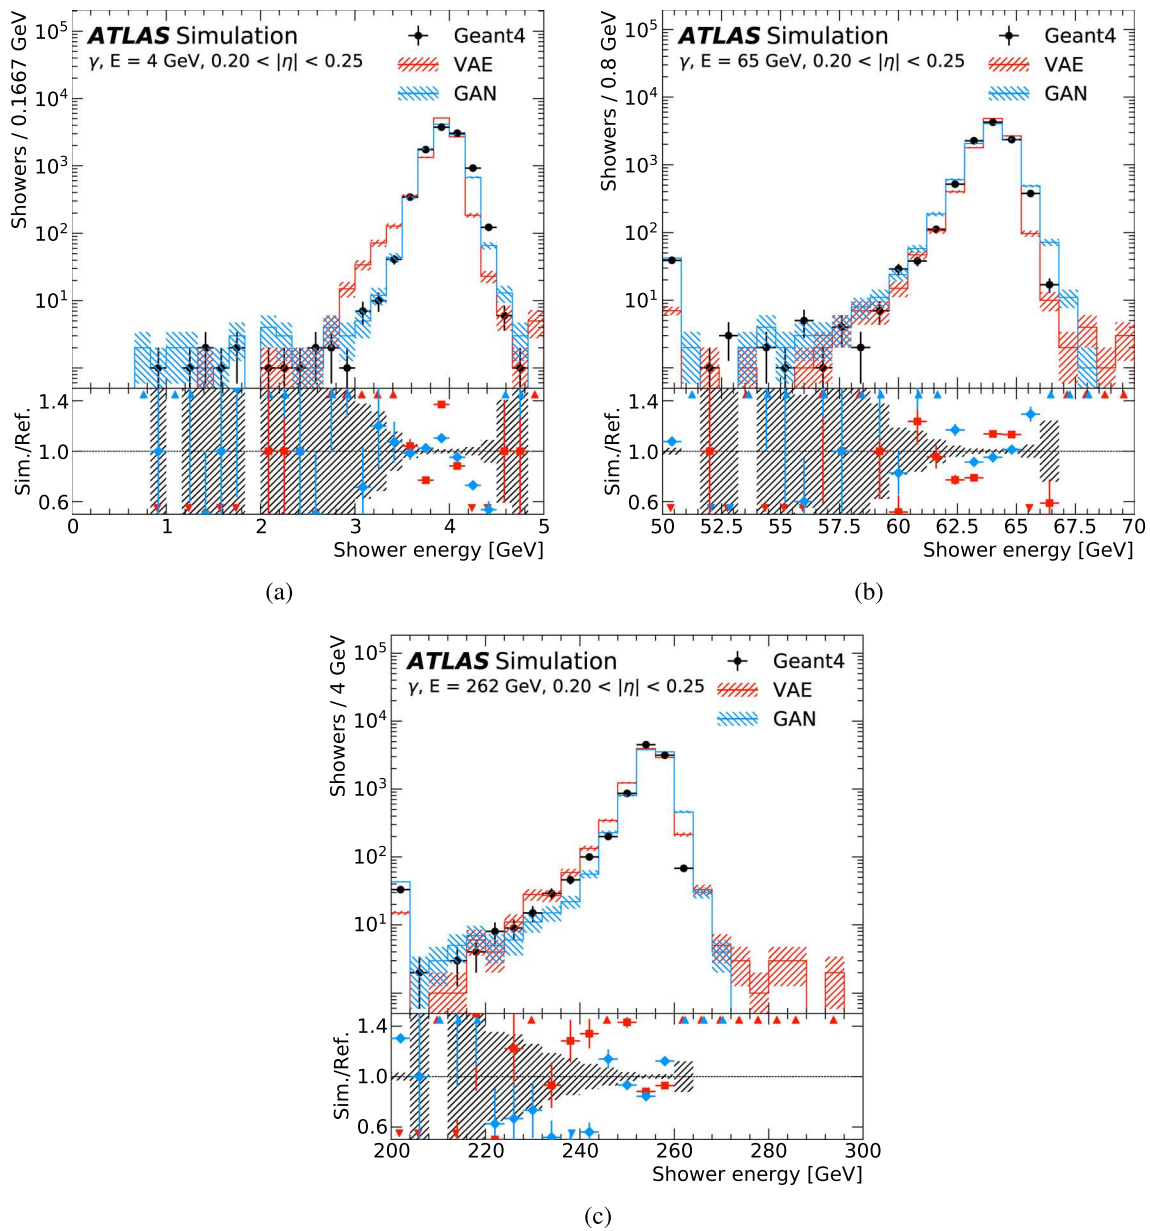 Showers / 0.1667 GeV
ATLAS Simulation
γ, E = 4 GeV, 0.20 < |η| < 0.25
Geant4
VAE
GAN
10⁵
10⁴
10³
10²
10¹
Sim./Ref.
1.4
1.0
0.6
0 1 2 3 4 5
Shower energy [GeV]
(a)
Showers / 0.8 GeV
ATLAS Simulation
γ, E = 65 GeV, 0.20 < |η| < 0.25
Geant4
VAE
GAN
10⁵
10⁴
10³
10²
10¹
Sim./Ref.
1.4
1.0
0.6
50 52.5 55 57.5 60 62.5 65 67.5 70
Shower energy [GeV]
(b)
Showers / 4 GeV
ATLAS Simulation
γ, E = 262 GeV, 0.20 < |η| < 0.25
Geant4
VAE
GAN
10⁵
10⁴
10³
10²
10¹
Sim./Ref.
1.4
1.0
0.6
200 220 240 260 280 300
Shower energy [GeV]
(c)